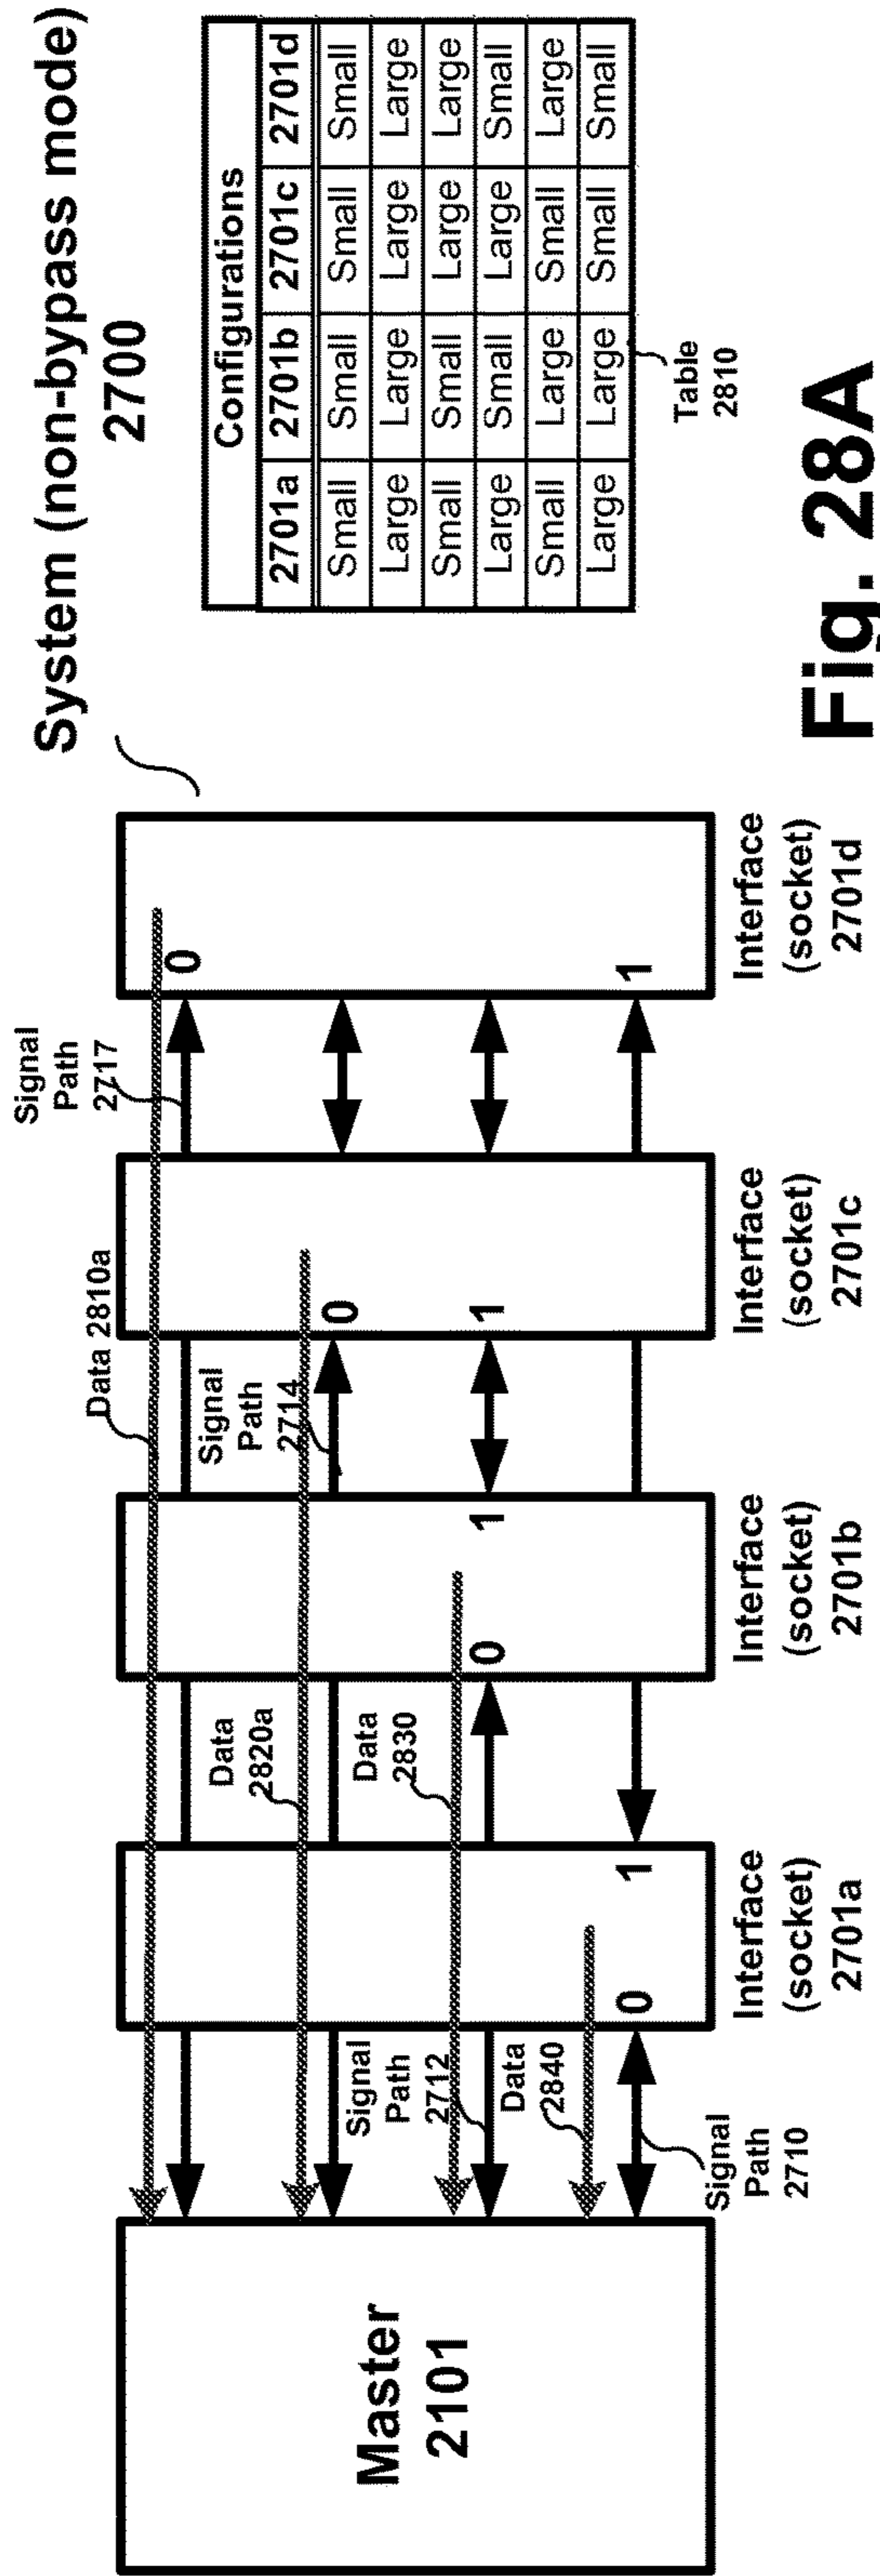 System (non-bypass mode)
2700
Configurations
2701a 2701b 2701c 2701d
Small Small Small Small
Large Large Large Large
Small Small Large Large
Large Small Large Small
Small Large Small Large
Large Large Small Small
Table
2810
Signal
Path
2717
Data 2810a
Signal
Path
2714
Data
2820a
Data
2830
Signal
Path
2712
Data
2840
Signal
Path
2710
Master
2101
0 1
0 1
0 1
0 1
Interface
(socket)
2701a
Interface
(socket)
2701b
Interface
(socket)
2701c
Interface
(socket)
2701d
Fig. 28A